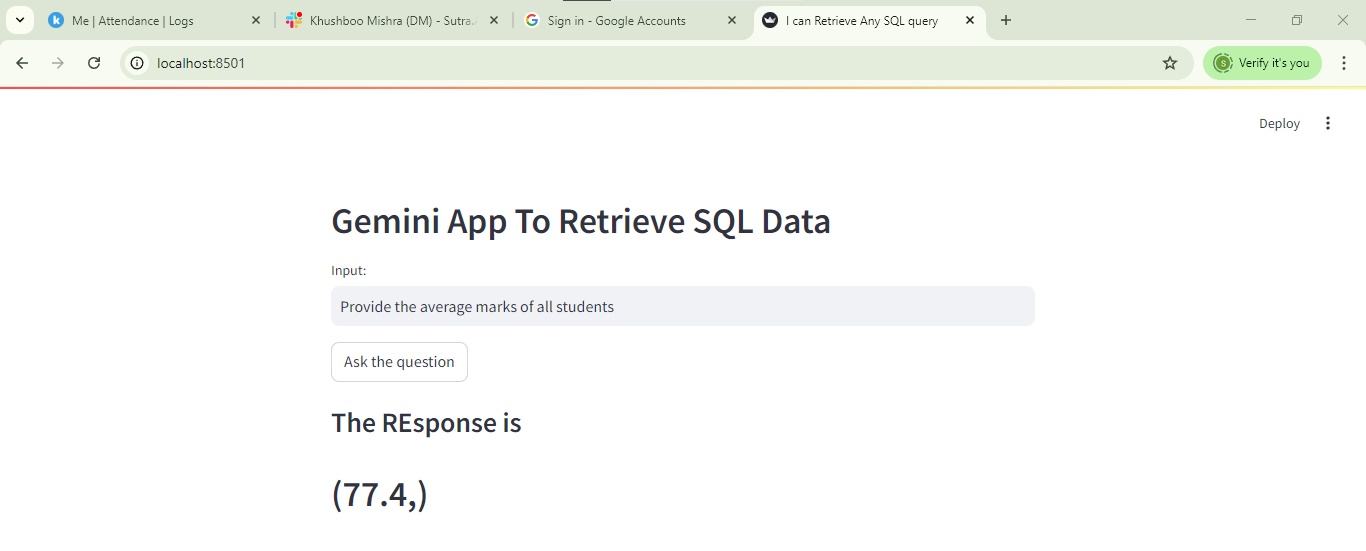 Me | Attendance | Logs
Khushboo Mishra (DM) - Sutra.
Sign in - Google Accounts
I can Retrieve Any SQL query
localhost:8501
S
Verify it's you
Deploy
Gemini App To Retrieve SQL Data
Input:
Provide the average marks of all students
Ask the question
The REsponse is
(77.4,)